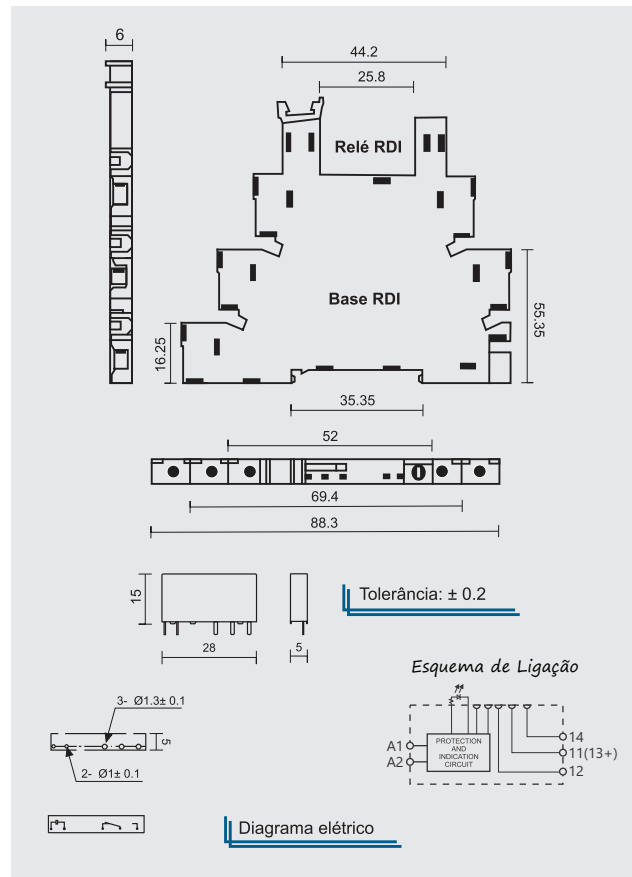 6
44.2
25.8
Relé RDI
Base RDI
16.25
55.35
35.35
52
69.4
88.3
15
28
5
Tolerância: ± 0.2
Esquema de Ligação
3- Ø1.3± 0.1
5
2- Ø1± 0.1
A1
A2
PROTECTION
AND
INDICATION
CIRCUIT
14
11(13+)
12
Diagrama elétrico